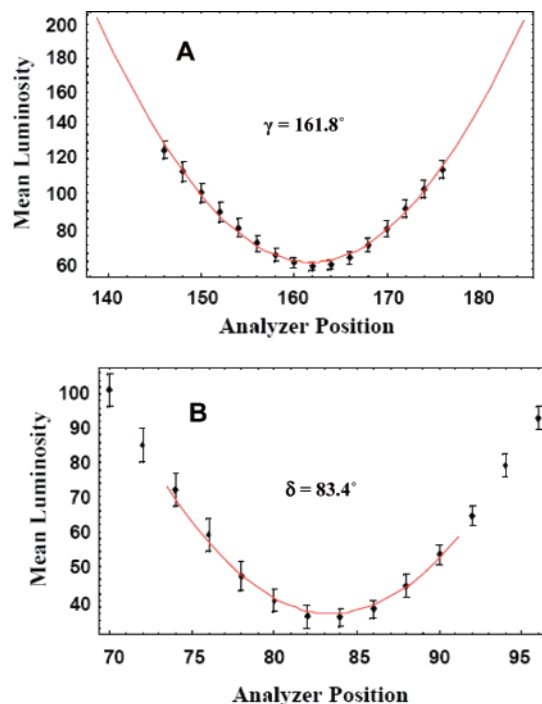 A
γ = 161.8°
Mean Luminosity
200
180
160
140
120
100
80
60
140 150 160 170 180
Analyzer Position
B
δ = 83.4°
Mean Luminosity
100
90
80
70
60
50
40
70 75 80 85 90 95
Analyzer Position